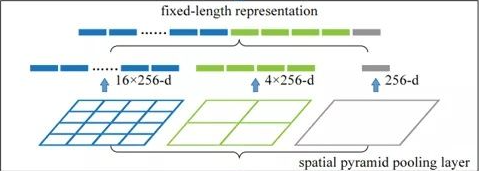 fixed-length representation
......
......
16×256-d
4×256-d
256-d
spatial pyramid pooling layer